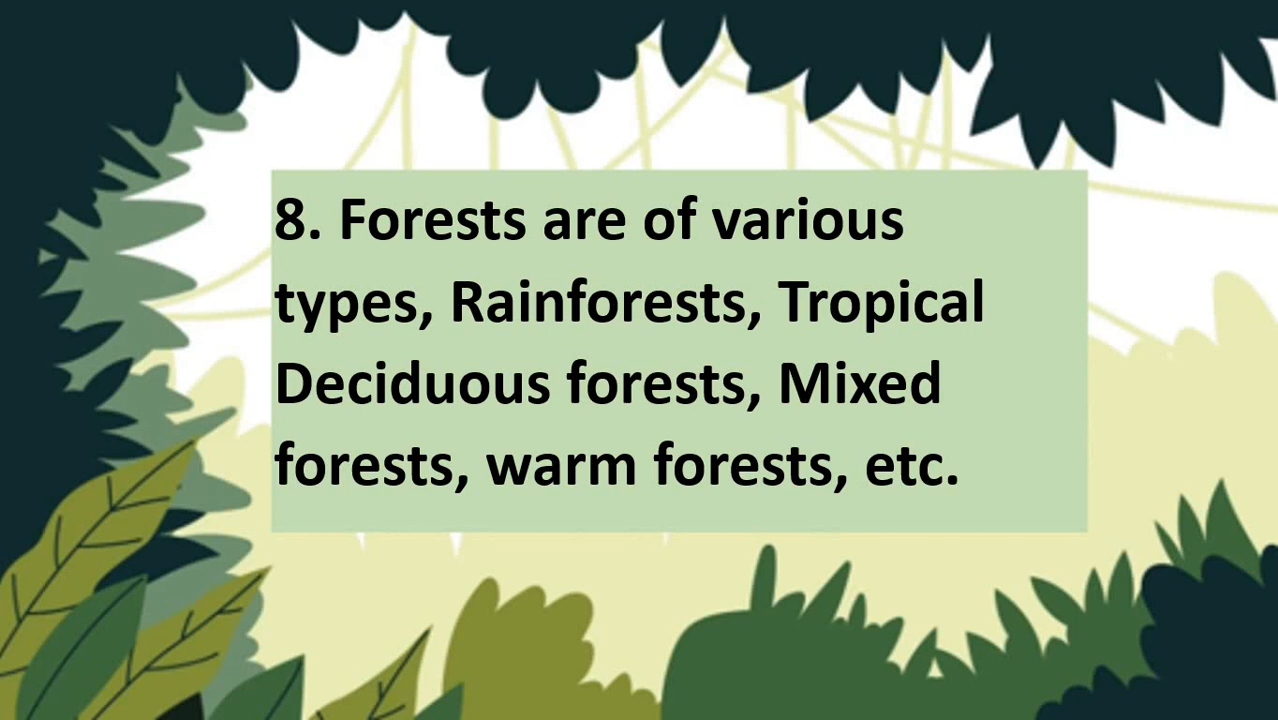 8. Forests are of various
types, Rainforests, Tropical
Deciduous forests, Mixed
forests, warm forests, etc.